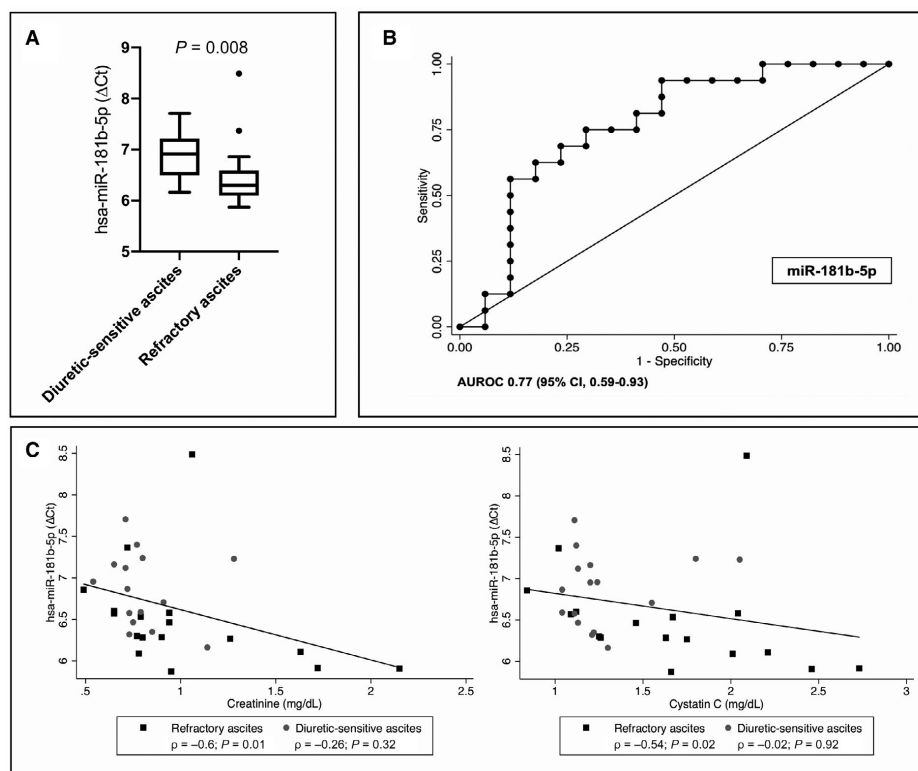 A
P = 0.008
hsa-miR-181b-5p (ΔCt)
9
8
7
6
5
Diuretic-sensitive ascites
Refractory ascites
B
Sensitivity
1.00
0.75
0.50
0.25
0.00
miR-181b-5p
0.00 0.25 0.50 0.75 1.00
1 - Specificity
AUROC 0.77 (95% CI, 0.59-0.93)
C
hsa-miR-181b-5p (ΔCt)
8.5
8
7.5
7
6.5
6
.5 1 1.5 2 2.5
Creatinine (mg/dL)
Refractory ascites Diuretic-sensitive ascites
ρ = –0.6; P = 0.01 ρ = –0.26; P = 0.32
hsa-miR-181b-5p (ΔCt)
8.5
8
7.5
7
6.5
6
1 1.5 2 2.5 3
Cystatin C (mg/dL)
Refractory ascites Diuretic-sensitive ascites
ρ = –0.54; P = 0.02 ρ = –0.02; P = 0.92